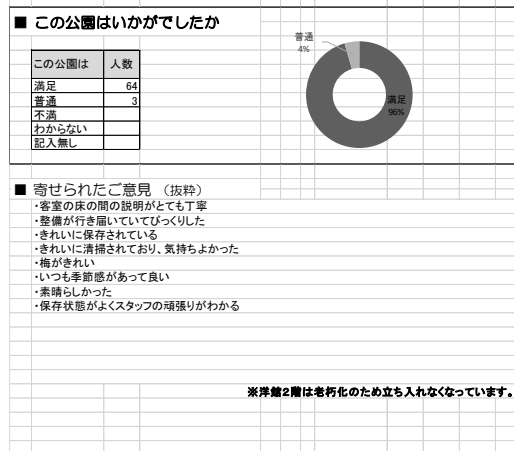 ■ この公園はいかがでしたか
この公園は 人数
満足 64
普通 3
不満
わからない
記入無し
普通
4%
満足
96%
■ 寄せられたご意見 (抜粋)
・客室の床の間の説明がとても丁寧
・整備が行き届いていてびっくりした
・きれいに保存されている
・きれいに清掃されており、気持ちよかった
・梅がきれい
・いつも季節感があって良い
・素晴らしかった
・保存状態がよくスタッフの頑張りがわかる
※洋館2階は老朽化のため立ち入れなくなっています。